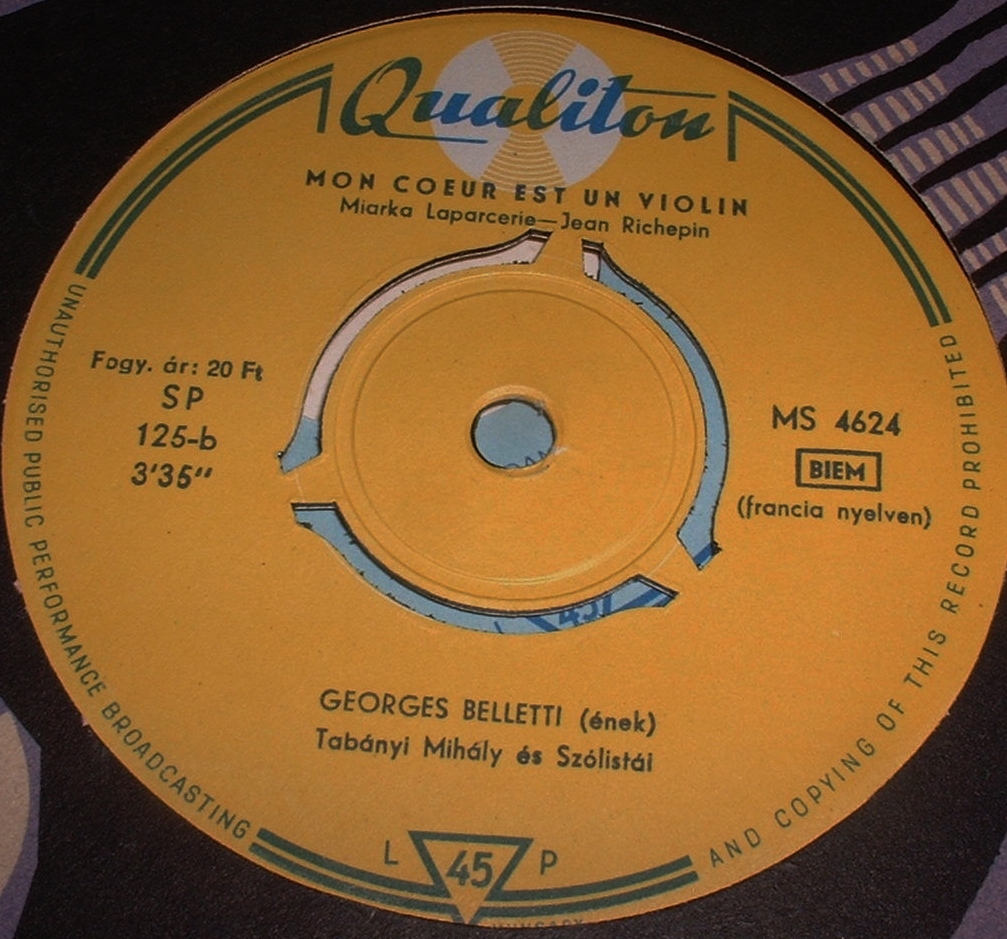 Qualiton
MON COEUR EST UN VIOLIN
Miarka Laparcerie—Jean Richepin
Fogy. ár: 20 Ft
SP
125-b
3'35"
MS 4624
BIEM
(francia nyelven)
GEORGES BELLETTI (ének)
Tabányi Mihály és Szólistái
L 45 P
UNAUTHORISED PUBLIC PERFORMANCE BROADCASTING
AND COPYING OF THIS RECORD PROHIBITED